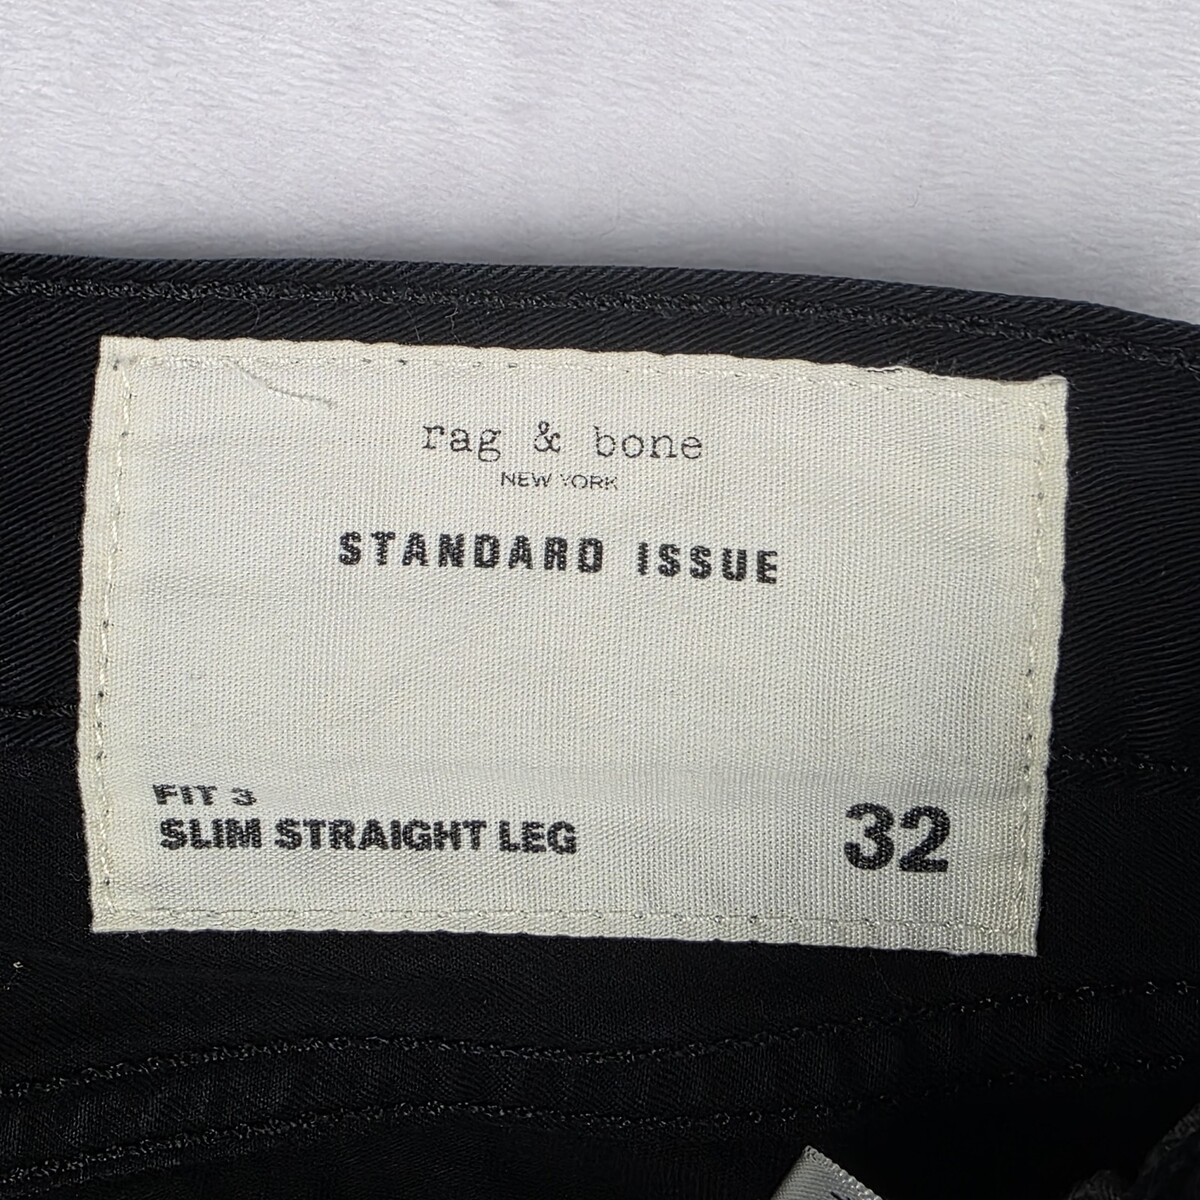 rag & bone
NEW YORK
STANDARD ISSUE
FIT 3
SLIM STRAIGHT LEG
32